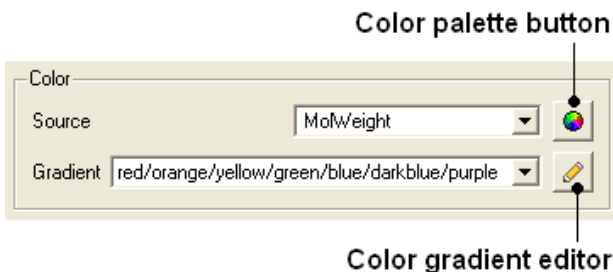 Color palette button
Color
Source MolWeight
Gradient red/orange/yellow/green/blue/darkblue/purple
Color gradient editor